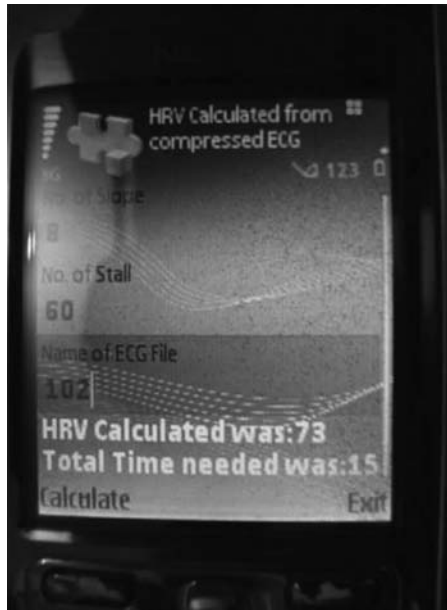 HRV Calculated from
compressed ECG
3G
123
No. of Slope
8
No. of Stall
60
Name of ECG File
102
HRV Calculated was:73
Total Time needed was:15
Calculate
Exit